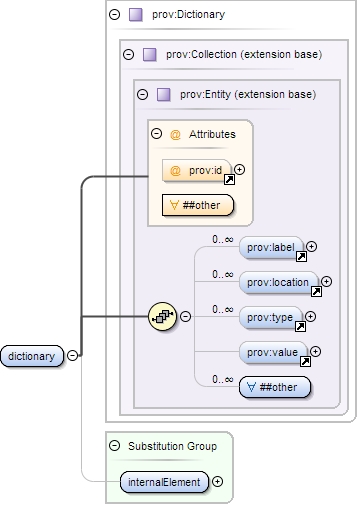 prov:Dictionary
prov:Collection (extension base)
prov:Entity (extension base)
@ Attributes
@ prov:id
∀ ##other
0..∞ prov:label
0..∞ prov:location
0..∞ prov:type
prov:value
0..∞ ∀ ##other
dictionary
Substitution Group
internalElement